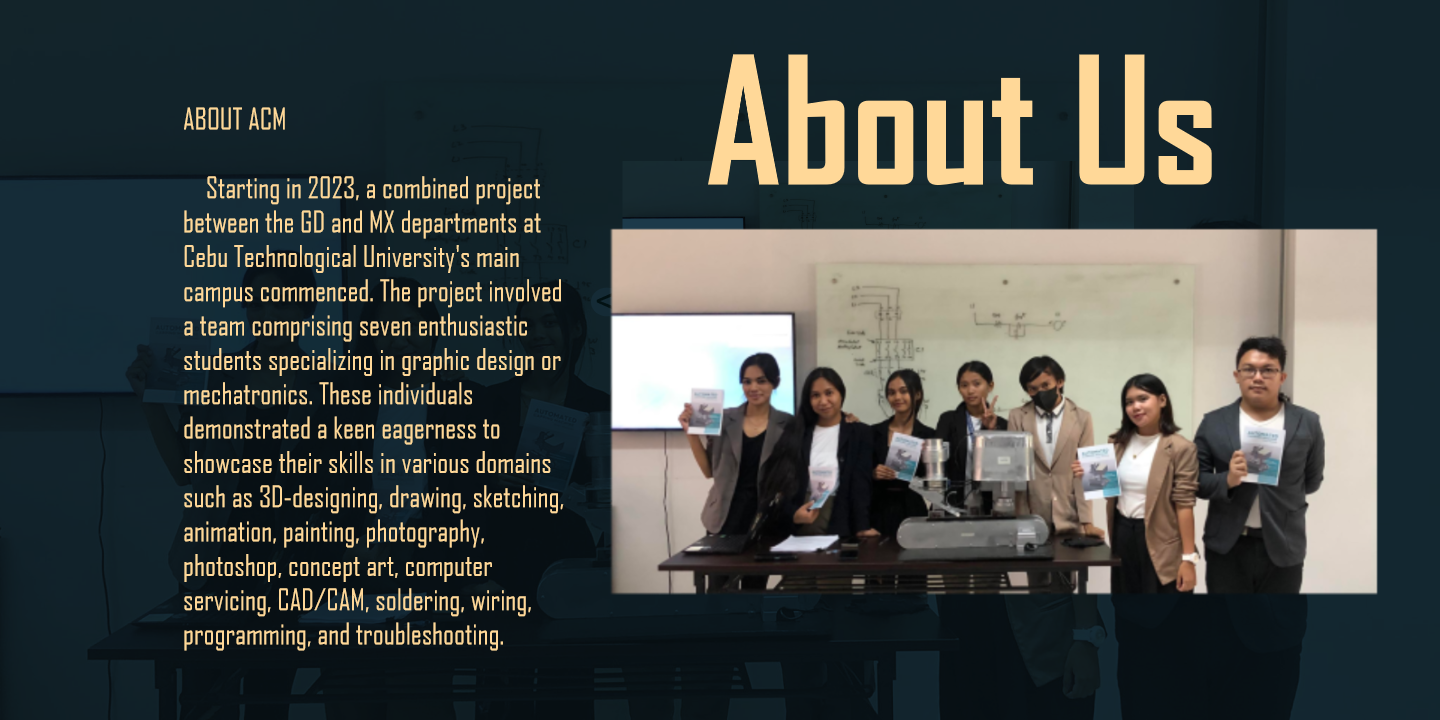 About Us
ABOUT ACM
Starting in 2023, a combined project
between the GD and MX departments at
Cebu Technological University's main
campus commenced. The project involved
a team comprising seven enthusiastic
students specializing in graphic design or
mechatronics. These individuals
demonstrated a keen eagerness to
showcase their skills in various domains
such as 3D-designing, drawing, sketching,
animation, painting, photography,
photoshop, concept art, computer
servicing, CAD/CAM, soldering, wiring,
programming, and troubleshooting.